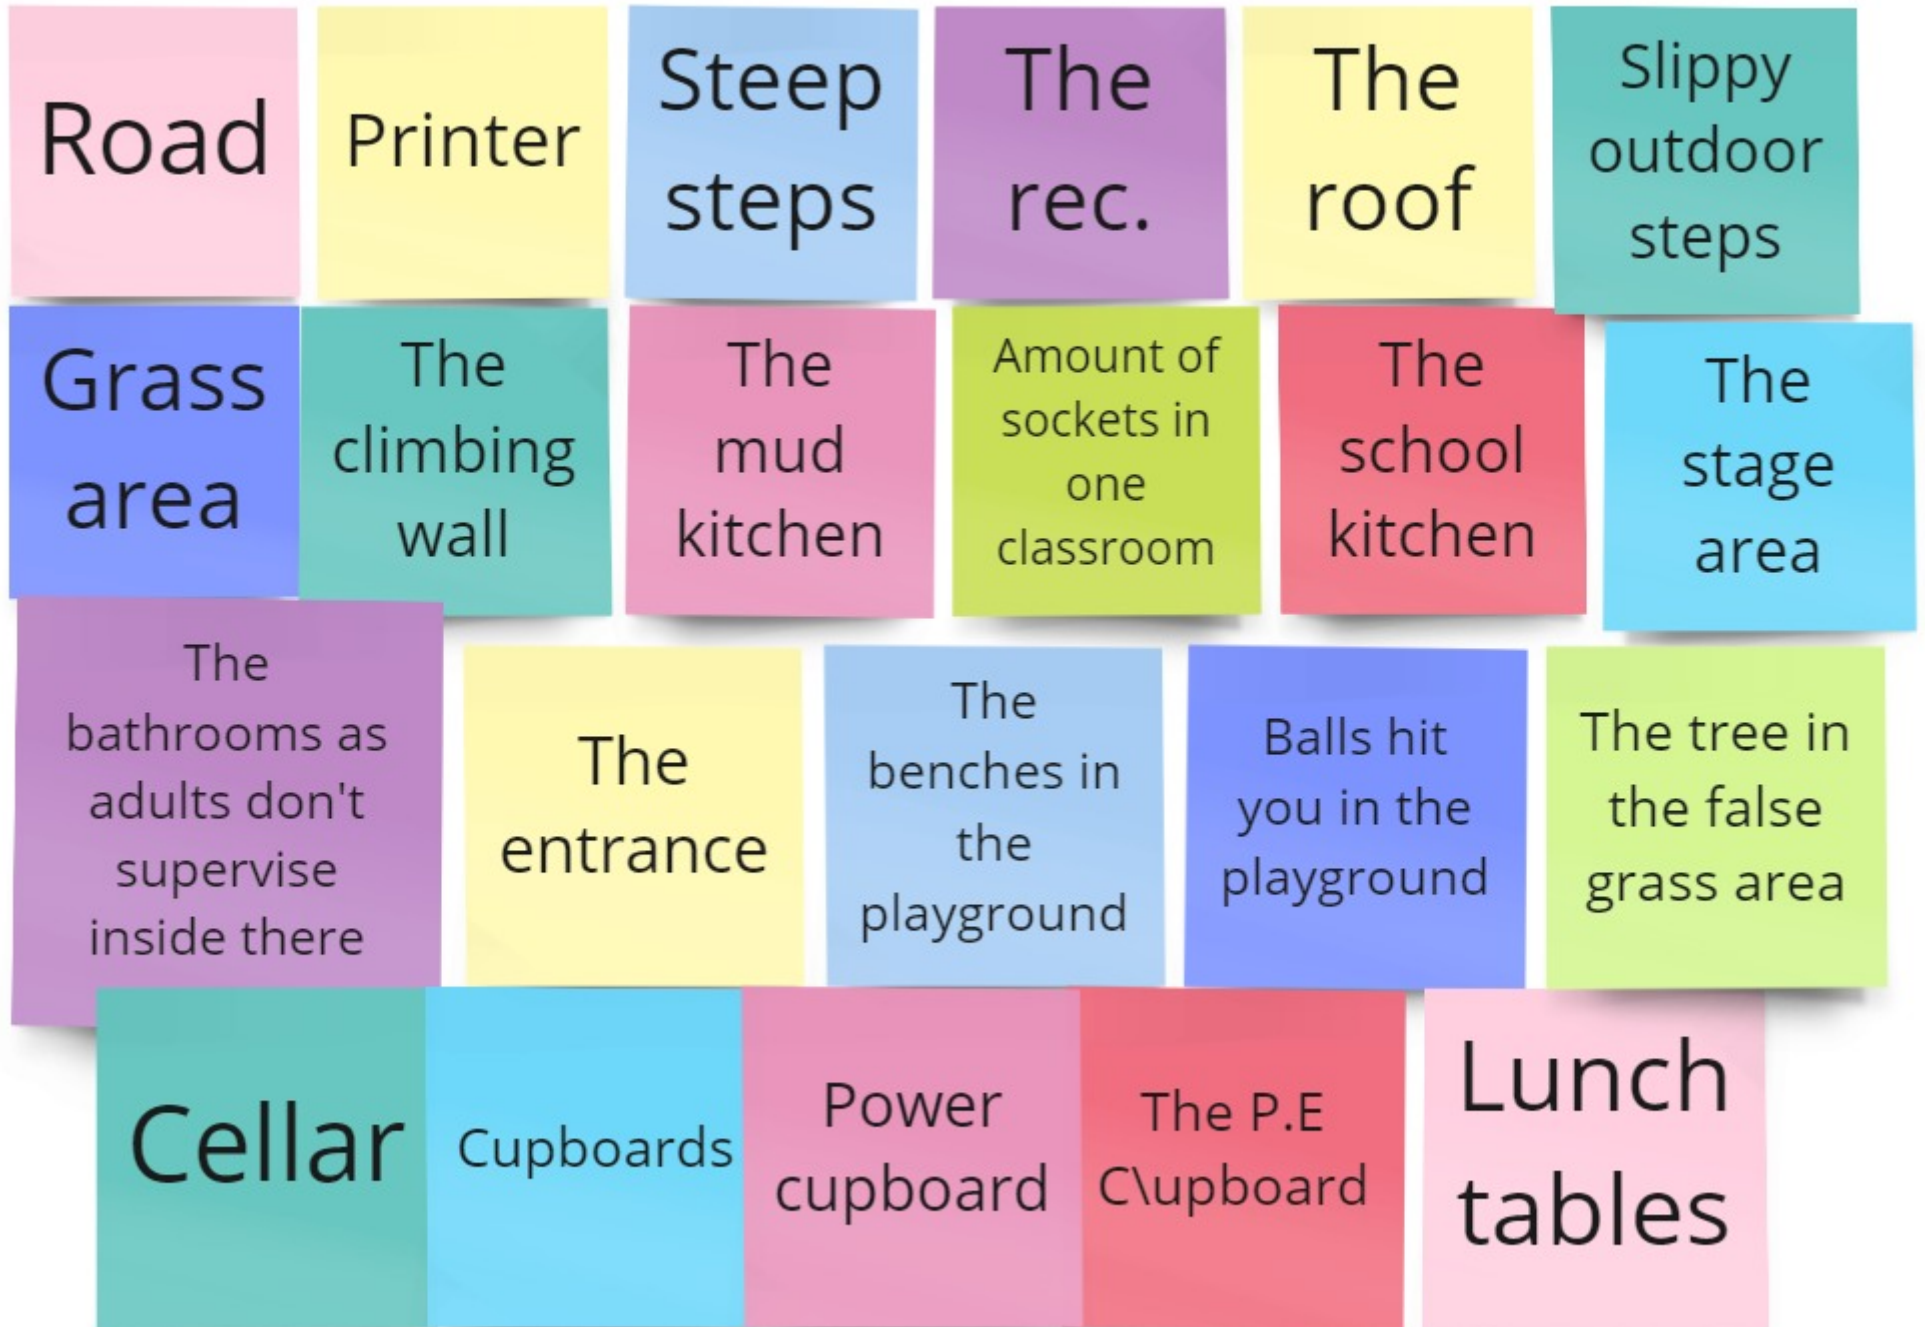 Road
Printer
Steep
steps
The
rec.
The
roof
Slippy
outdoor
steps
Grass
area
The
climbing
wall
The
mud
kitchen
Amount of
sockets in
one
classroom
The
school
kitchen
The
stage
area
The
bathrooms as
adults don't
supervise
inside there
The
entrance
The
benches in
the
playground
Balls hit
you in the
playground
The tree in
the false
grass area
Cellar
Cupboards
Power
cupboard
The P.E
C\upboard
Lunch
tables